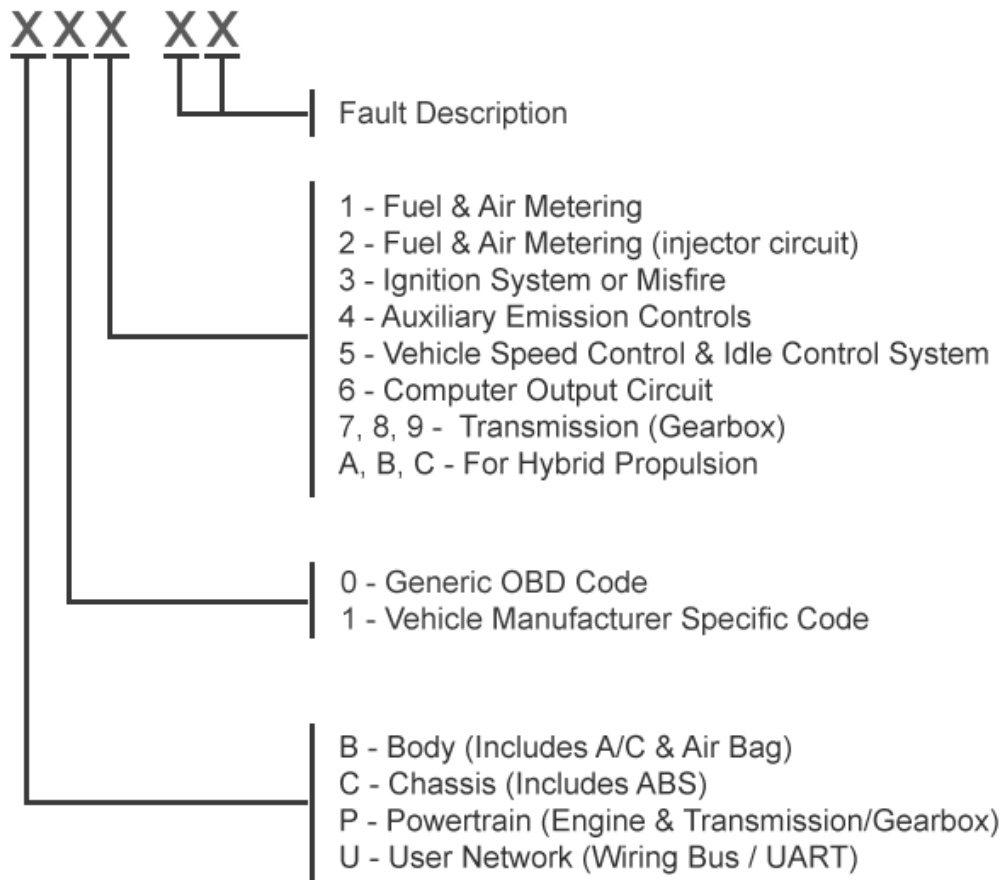 XXX XX
Fault Description
1 - Fuel & Air Metering
2 - Fuel & Air Metering (injector circuit)
3 - Ignition System or Misfire
4 - Auxiliary Emission Controls
5 - Vehicle Speed Control & Idle Control System
6 - Computer Output Circuit
7, 8, 9 - Transmission (Gearbox)
A, B, C - For Hybrid Propulsion
0 - Generic OBD Code
1 - Vehicle Manufacturer Specific Code
B - Body (Includes A/C & Air Bag)
C - Chassis (Includes ABS)
P - Powertrain (Engine & Transmission/Gearbox)
U - User Network (Wiring Bus / UART)